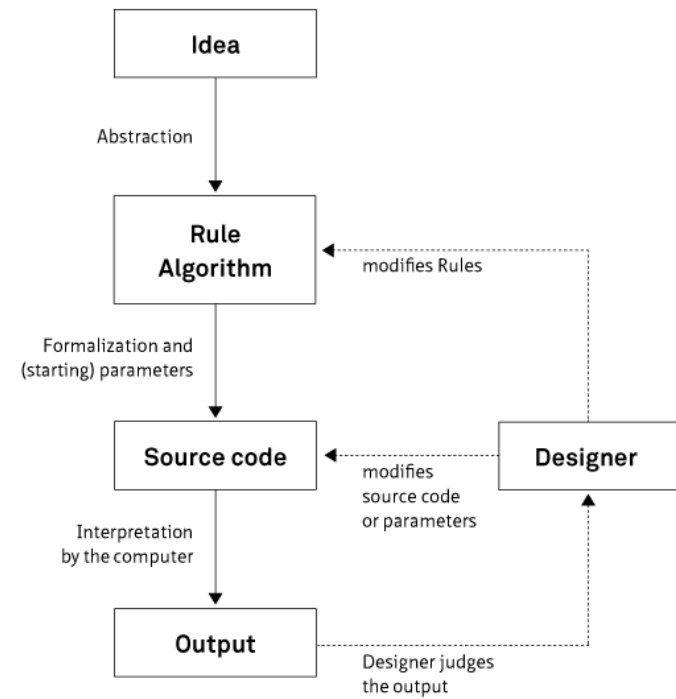 Idea
Abstraction
Rule
Algorithm
modifies Rules
Formalization and
(starting) parameters
Source code
Designer
modifies
source code
or parameters
Interpretation
by the computer
Output
Designer judges
the output